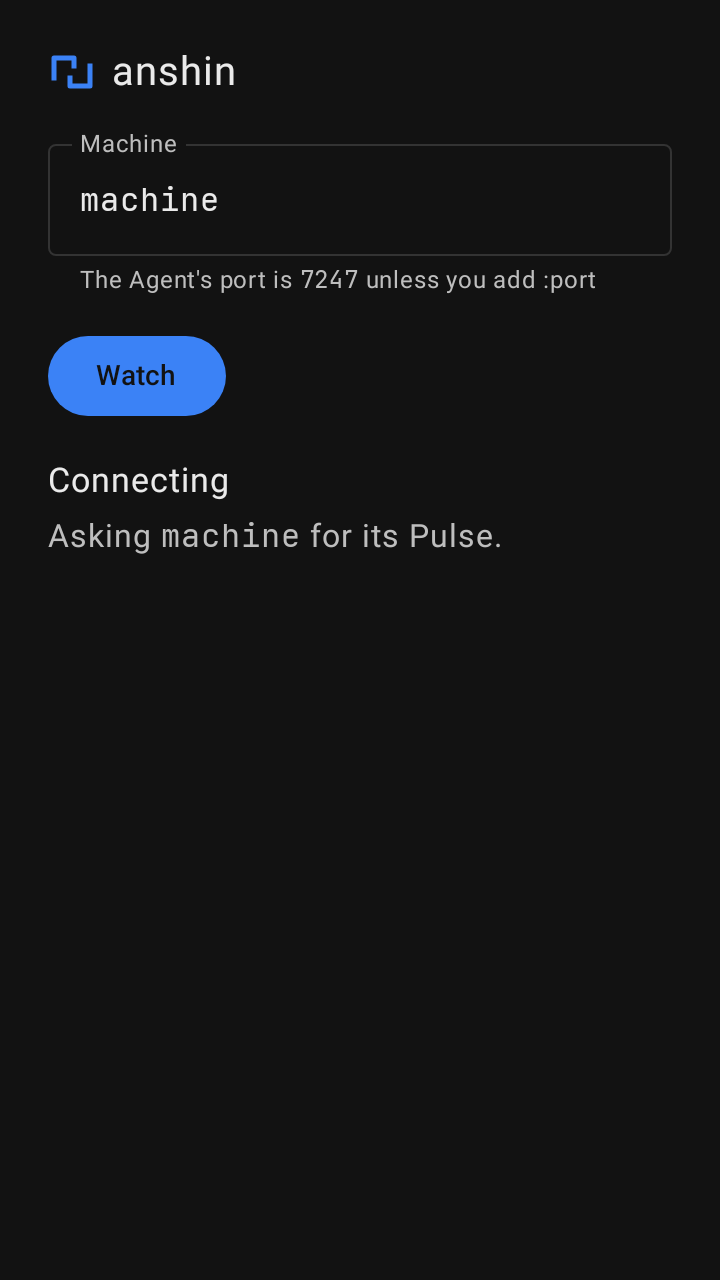 anshin
Machine
machine
The Agent's port is 7247 unless you add :port
Watch
Connecting
Asking machine for its Pulse.